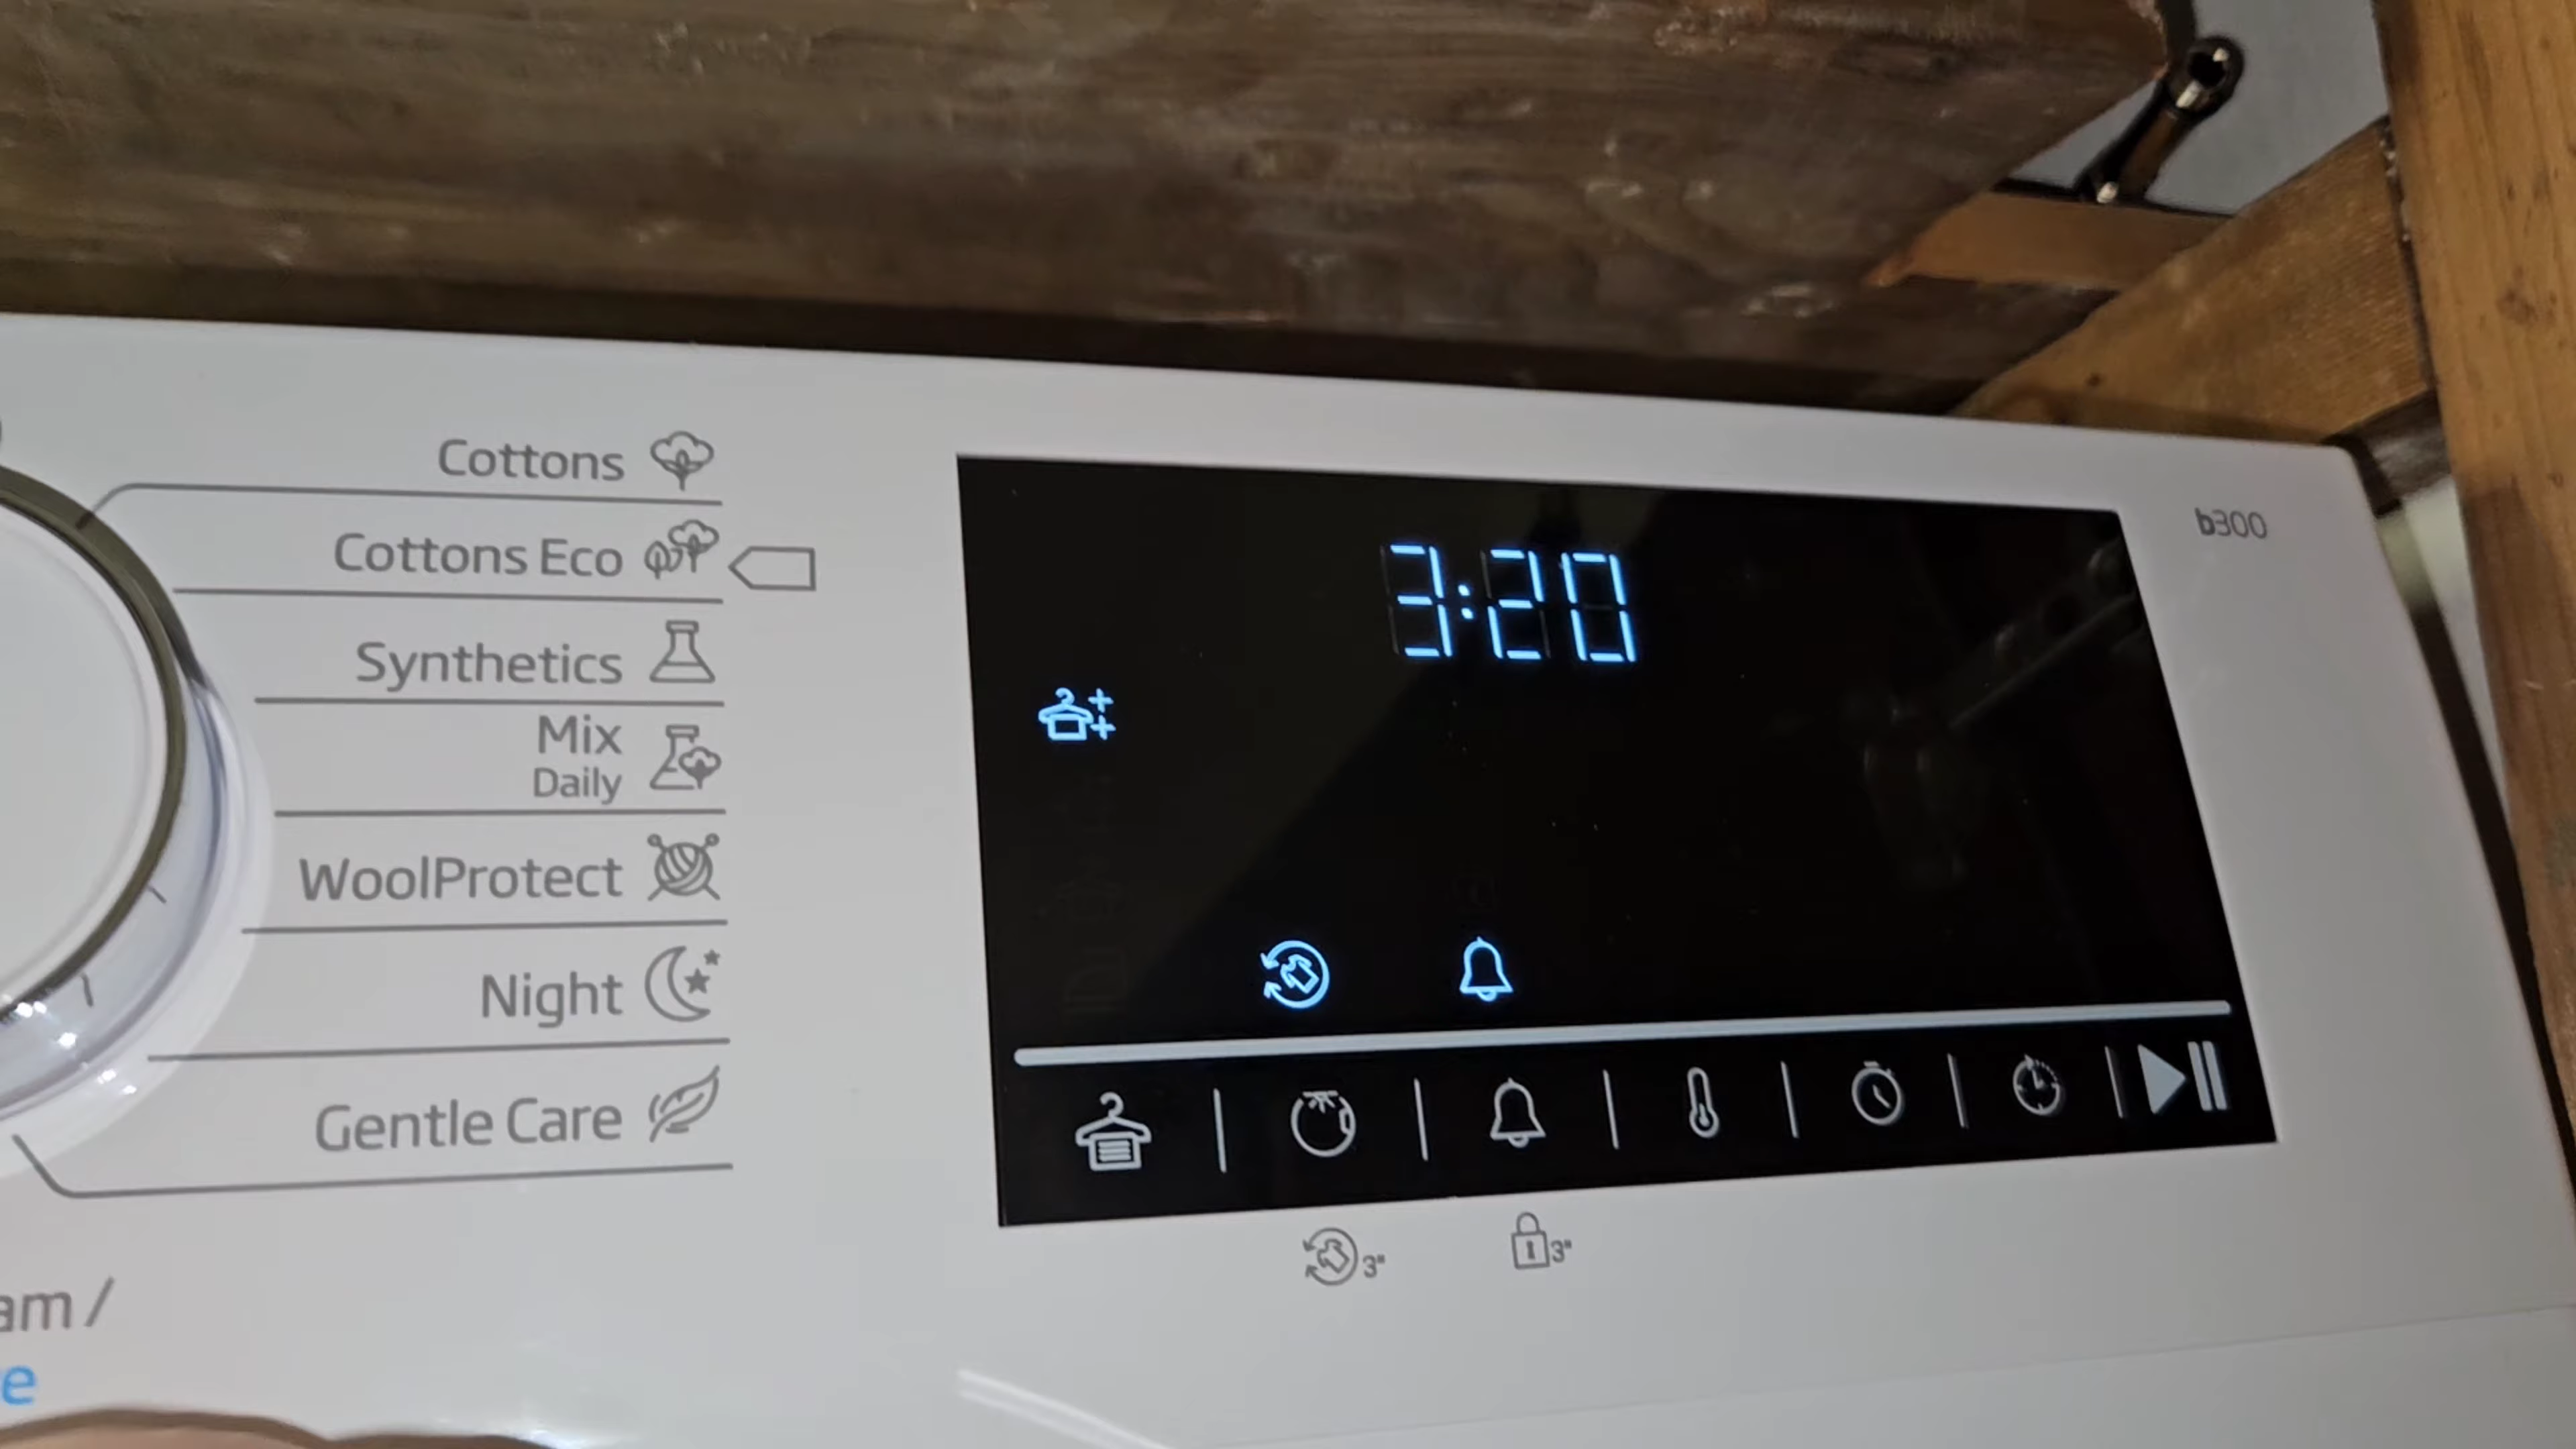 Cottons
Cottons Eco
Synthetics
Mix
Daily
WoolProtect
Night
Gentle Care
am /
e
3:20
b300
3"
3"